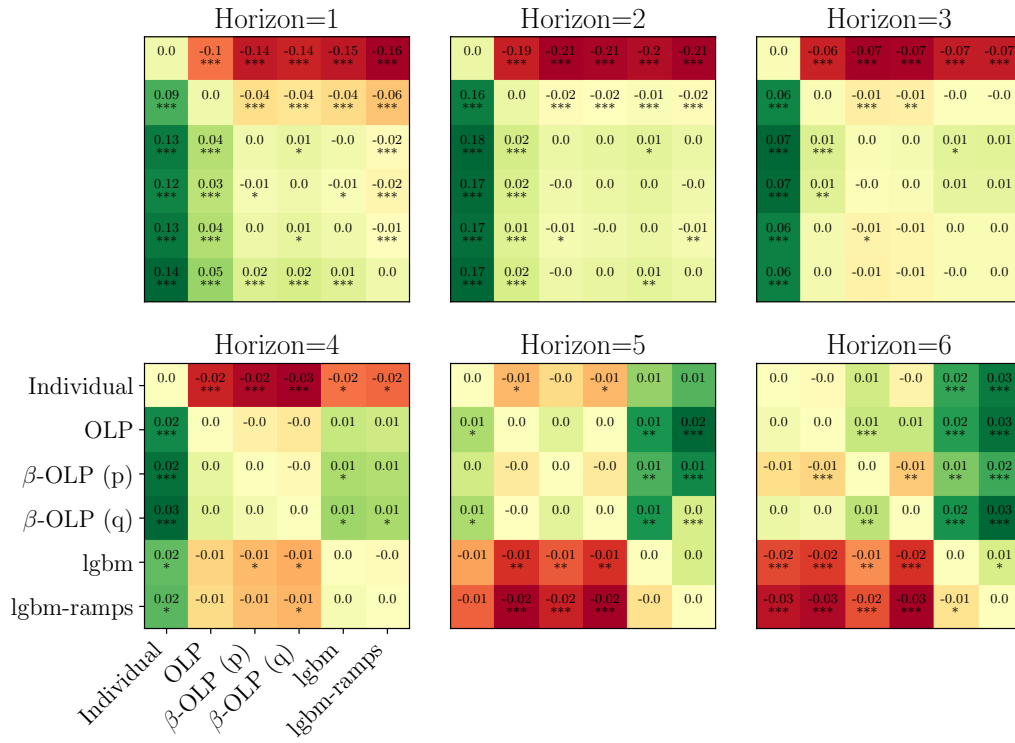 Horizon=1 Horizon=2 Horizon=3
0.0 -0.1 -0.14 -0.14 -0.15 -0.16 0.0 -0.19 -0.21 -0.21 -0.2 -0.21 0.0 -0.06 -0.07 -0.07 -0.07 -0.07
*** *** *** *** *** *** *** *** *** *** *** *** *** *** ***
0.09 0.0 -0.04 -0.04 -0.04 -0.06 0.16 0.0 -0.02 -0.02 -0.01 -0.02 0.06 0.0 -0.01 -0.01 -0.0 -0.0
*** *** *** *** *** *** *** *** *** *** *** *** **
0.13 0.04 0.0 0.01 -0.0 -0.02 0.18 0.02 0.0 0.0 0.01 0.0 0.07 0.01 0.0 0.0 0.01 0.01
*** *** * *** *** *** * *** *** *
0.12 0.03 -0.01 0.0 -0.01 -0.02 0.17 0.02 -0.0 0.0 0.0 -0.0 0.07 0.01 -0.0 0.0 0.01 0.01
*** *** * * *** *** *** *** **
0.13 0.04 0.0 0.01 0.0 -0.01 0.17 0.01 -0.01 -0.0 0.0 -0.01 0.06 0.0 -0.01 -0.01 0.0 0.0
*** *** * *** *** *** * ** *** *
0.14 0.05 0.02 0.02 0.01 0.0 0.17 0.02 -0.0 0.0 0.01 0.0 0.06 0.0 -0.01 -0.01 -0.0 0.0
*** *** *** *** *** *** *** ** ***
Horizon=4 Horizon=5 Horizon=6
Individual 0.0 -0.02 -0.02 -0.03 -0.02 -0.02 0.0 -0.01 -0.0 -0.01 0.01 0.01 0.0 -0.0 0.01 -0.0 0.02 0.03
*** *** *** * * * * *** ***
OLP 0.02 0.0 -0.0 -0.0 0.01 0.01 0.01 0.0 0.0 0.0 0.01 0.02 0.0 0.0 0.01 0.01 0.02 0.03
*** * ** *** *** *** ***
β-OLP (p) 0.02 0.0 0.0 -0.0 0.01 0.01 0.0 -0.0 0.0 -0.0 0.01 0.01 -0.01 -0.01 0.0 -0.01 0.01 0.02
*** * ** *** *** ** ** ***
β-OLP (q) 0.03 0.0 0.0 0.0 0.01 0.01 0.01 -0.0 0.0 0.0 0.01 0.0 0.0 0.0 0.01 0.0 0.02 0.03
*** * * * ** *** ** *** ***
lgbm 0.02 -0.01 -0.01 -0.01 0.0 -0.0 -0.01 -0.01 -0.01 -0.01 0.0 0.0 -0.02 -0.02 -0.01 -0.02 0.0 0.01
* * * ** ** ** *** *** ** *** *
lgbm-ramps 0.02 -0.01 -0.01 -0.01 0.0 0.0 -0.01 -0.02 -0.02 -0.02 -0.0 0.0 -0.03 -0.03 -0.02 -0.03 -0.01 0.0
* * *** *** *** *** *** *** *** *
Individual OLP β-OLP (p) β-OLP (q) lgbm lgbm-ramps